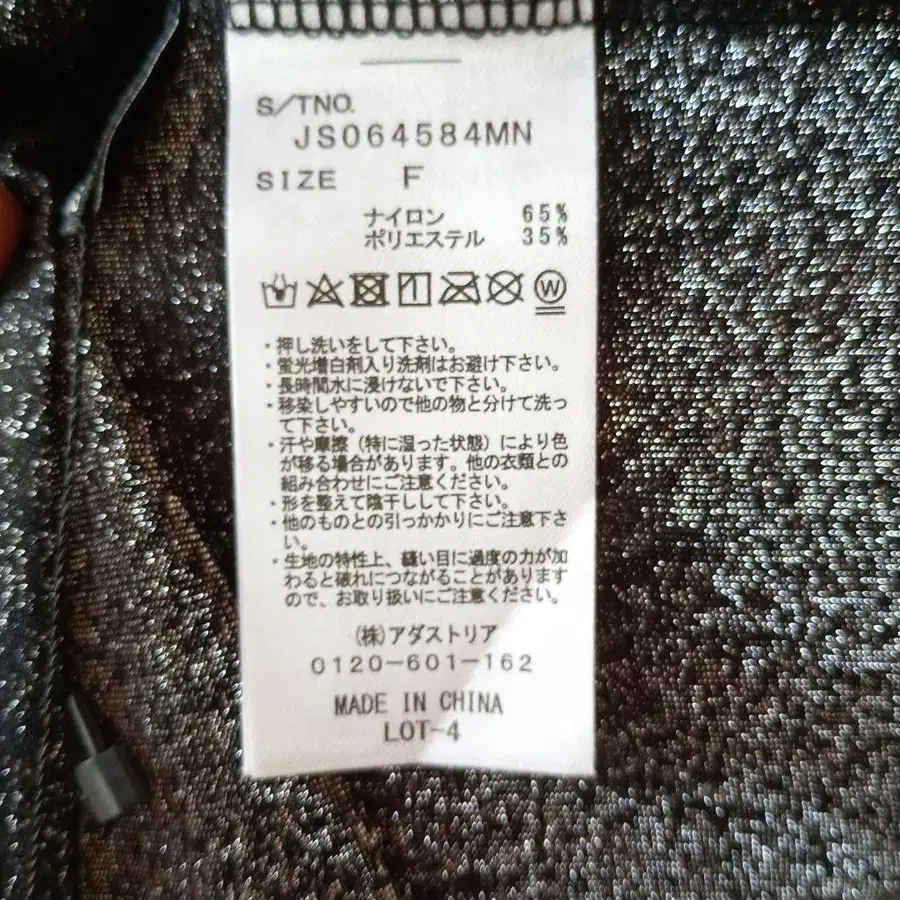 S/TNO.
JS064584MN
SIZE F
ナイロン 65%
ポリエステル 35%
W
・押し洗いをして下さい。
・蛍光増白剤入り洗剤はお避け下さい。
・長時間水に浸けないで下さい。
・移染しやすいので他の物と分けて洗っ
て下さい。
・汗や摩擦（特に湿った状態）により色
が移る場合があります。他の衣類との
組み合わせにご注意ください。
・形を整えて陰干しして下さい。
・他のものとの引っかかりにご注意下さ
い。
・生地の特性上、縫い目に過度の力が加
わると破れにつながることがあります
ので、お取り扱いにご注意ください。
（株）アダストリア
0120-601-162
MADE IN CHINA
LOT-4